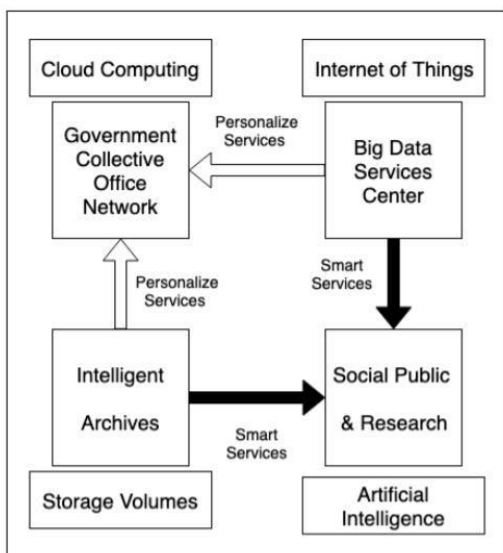 Cloud Computing
Internet of Things
Government
Collective
Office
Network
Personalize
Services
Big Data
Services
Center
Personalize
Services
Smart
Services
Intelligent
Archives
Social Public
& Research
Smart
Services
Storage Volumes
Artificial
Intelligence